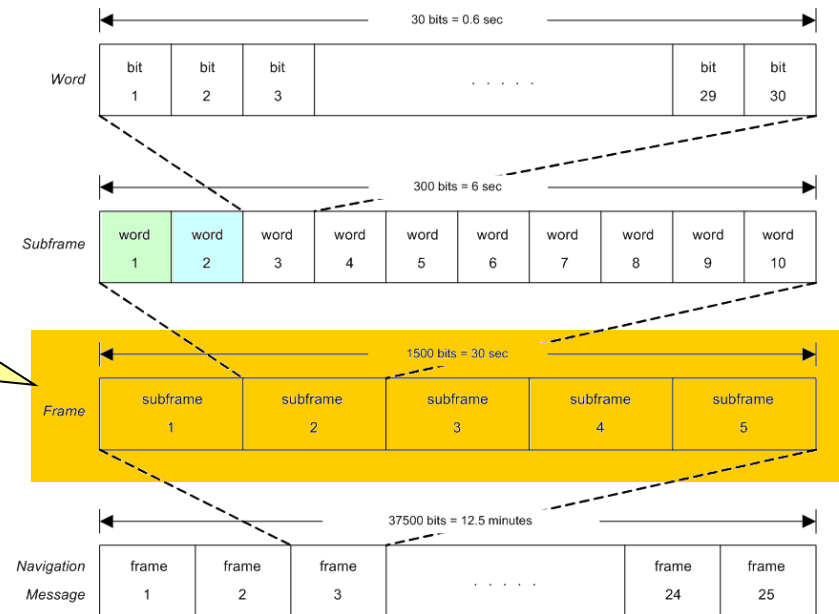 30 bits = 0.6 sec
Word
bit bit bit bit bit
1 2 3 . . . . . 29 30
300 bits = 6 sec
Subframe
word word word word word word word word word word
1 2 3 4 5 6 7 8 9 10
1500 bits = 30 sec
Frame
subframe subframe subframe subframe subframe
1 2 3 4 5
37500 bits = 12.5 minutes
Navigation
Message
frame frame frame frame frame
1 2 3 . . . . . 24 25